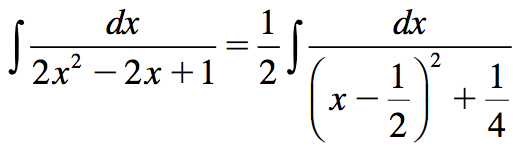 ∫ dx/(2x² − 2x + 1) = 1/2 ∫ dx/((x − 1/2)² + 1/4)